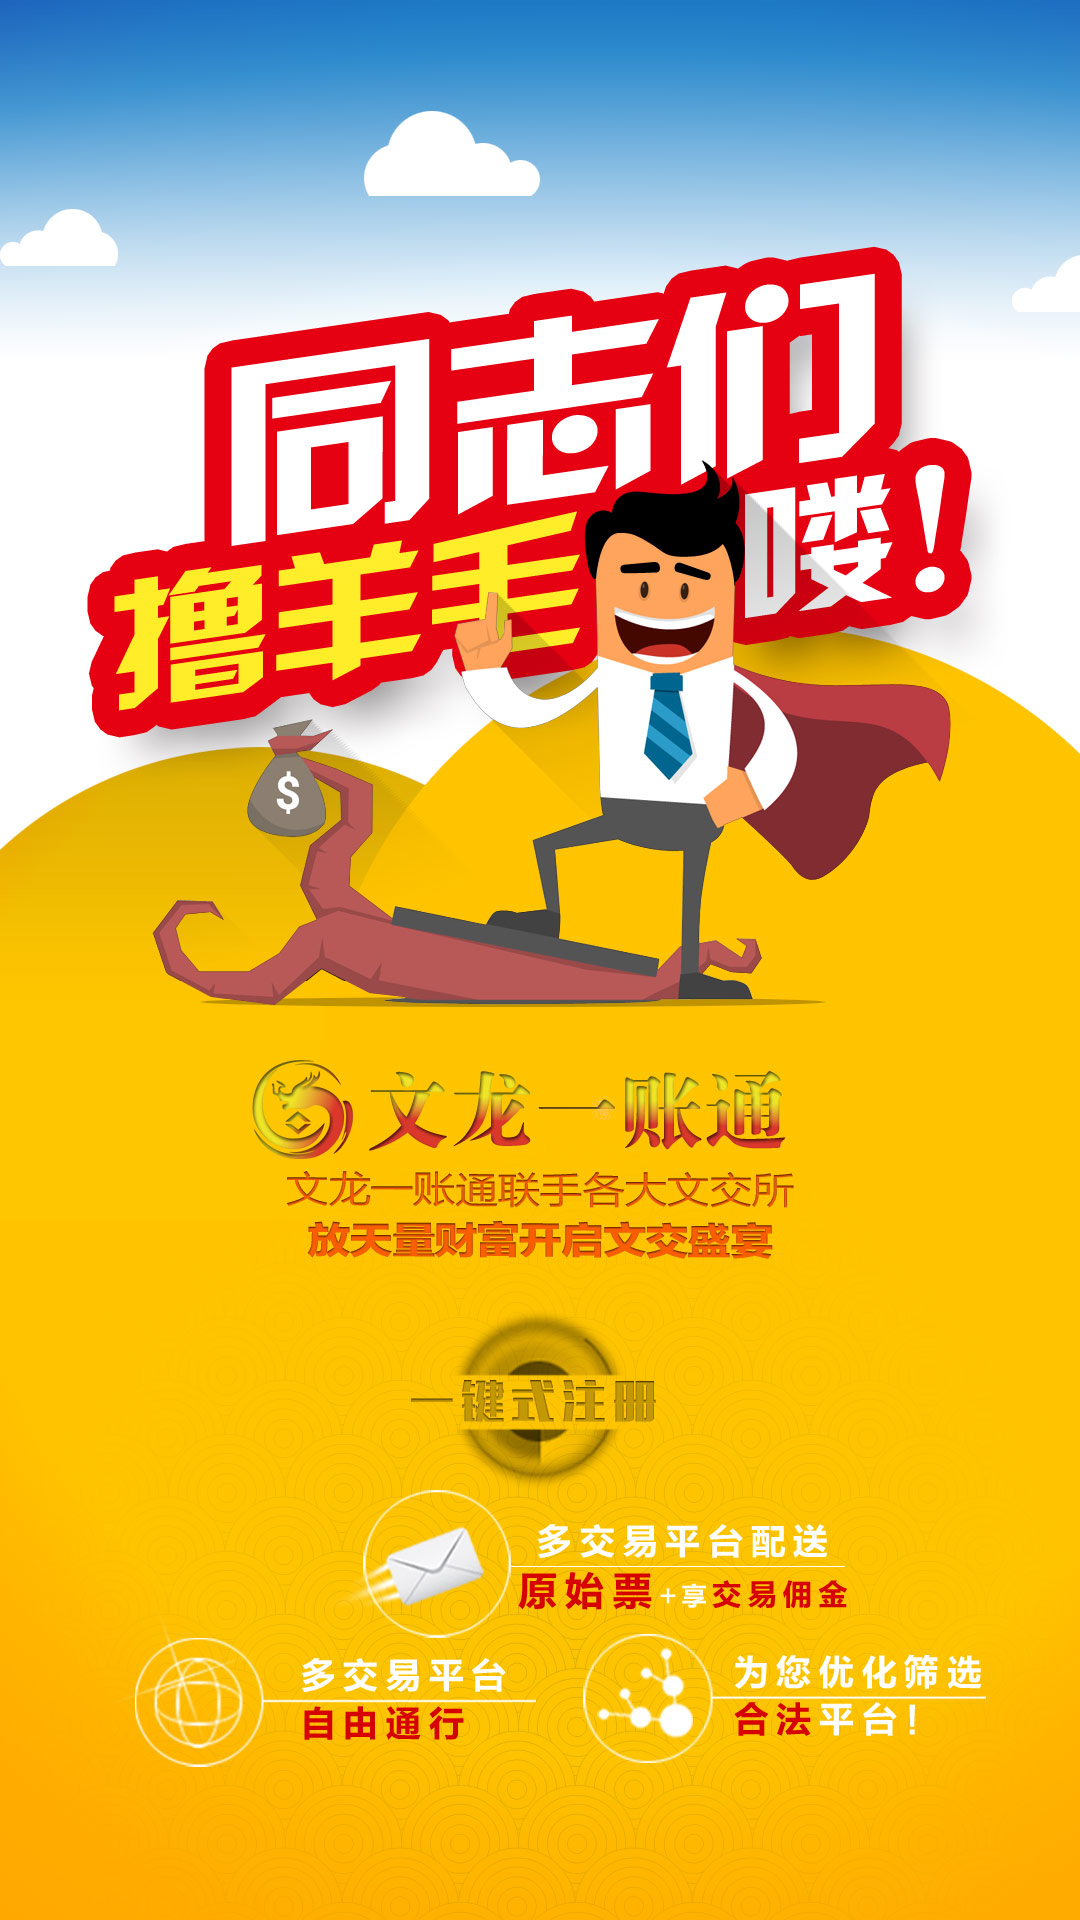 同志们
撸羊毛喽!
$
文龙一账通
文龙一账通联手各大文交所
放天量财富开启文交盛宴
一键式注册
多交易平台配送
原始票+享交易佣金
多交易平台
自由通行
为您优化筛选
合法平台!